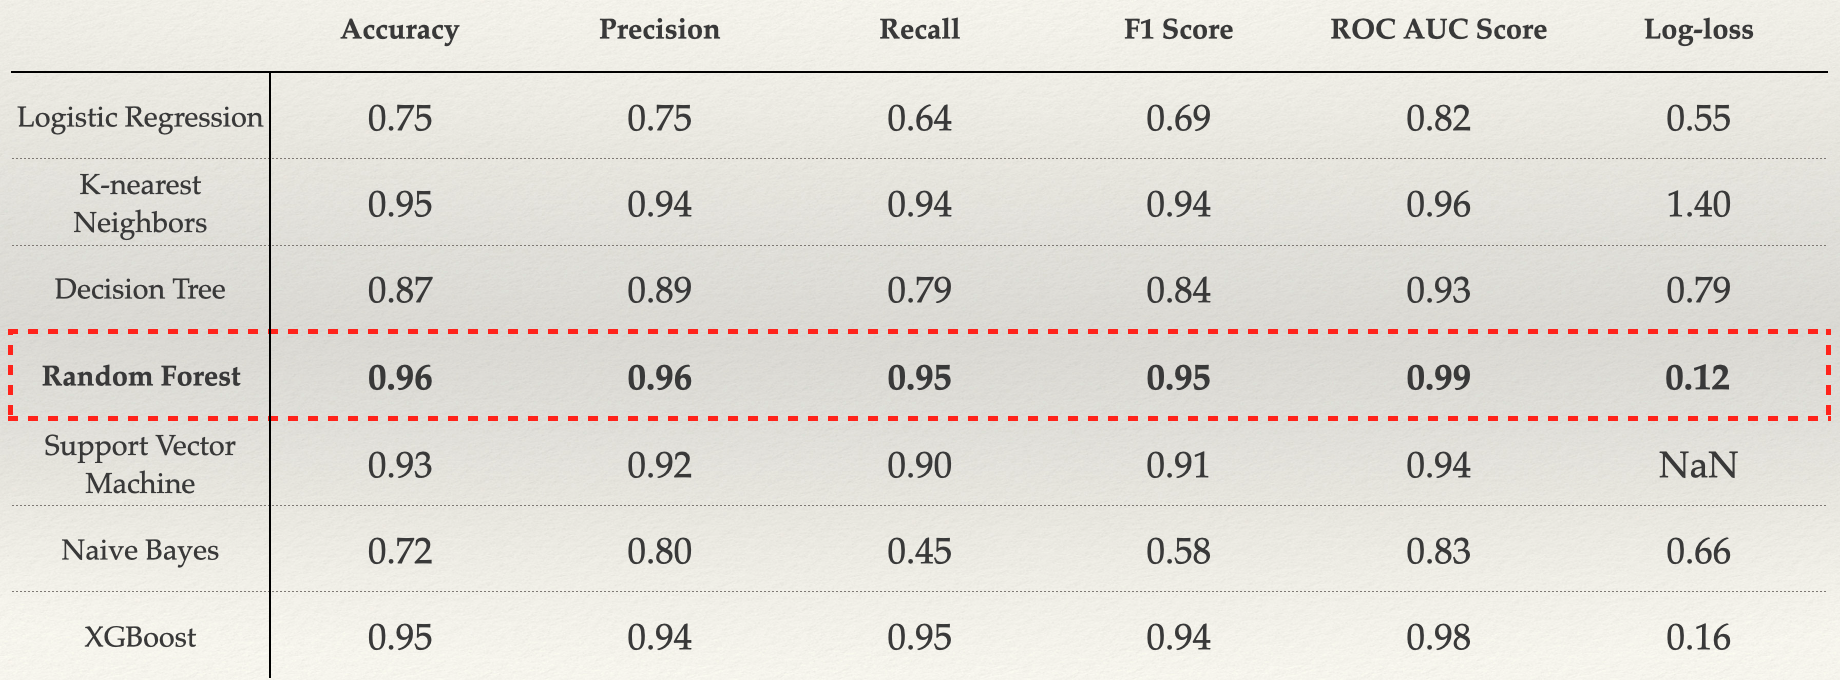 Accuracy Precision Recall F1 Score ROC AUC Score Log-loss
Logistic Regression 0.75 0.75 0.64 0.69 0.82 0.55
K-nearest
Neighbors 0.95 0.94 0.94 0.94 0.96 1.40
Decision Tree 0.87 0.89 0.79 0.84 0.93 0.79
Random Forest 0.96 0.96 0.95 0.95 0.99 0.12
Support Vector
Machine 0.93 0.92 0.90 0.91 0.94 NaN
Naive Bayes 0.72 0.80 0.45 0.58 0.83 0.66
XGBoost 0.95 0.94 0.95 0.94 0.98 0.16